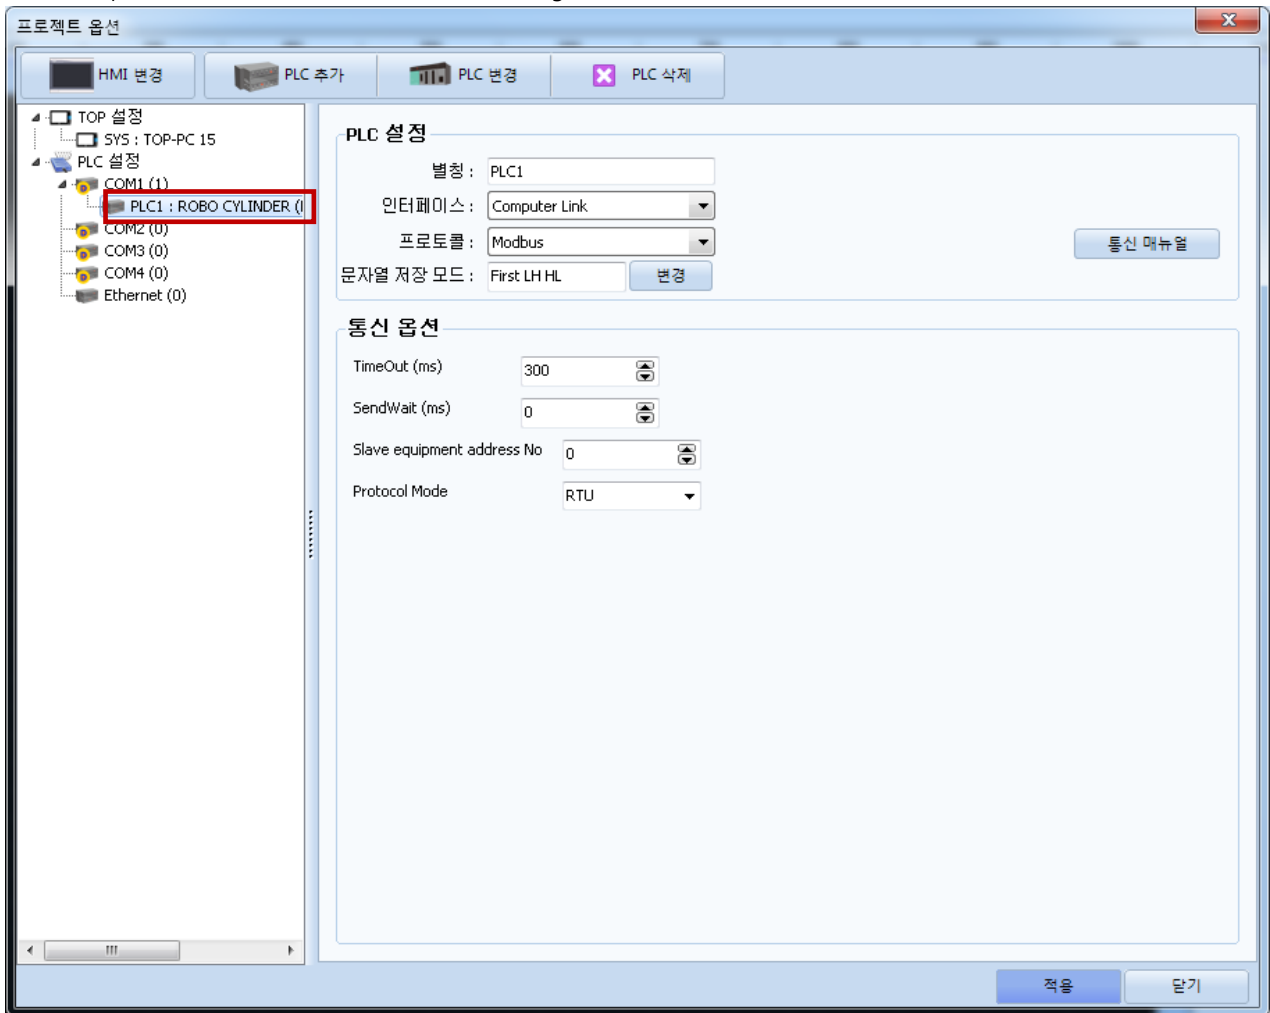 프로젝트 옵션
HMI 변경
PLC 추가
PLC 변경
PLC 삭제
TOP 설정
SYS : TOP-PC 15
PLC 설정
COM1 (1)
PLC1 : ROBO CYLINDER (I
COM2 (0)
COM3 (0)
COM4 (0)
Ethernet (0)
PLC 설정
별칭 : PLC1
인터페이스 : Computer Link
프로토콜 : Modbus
통신 매뉴얼
문자열 저장 모드 : First LH HL 변경
통신 옵션
TimeOut (ms) 300
SendWait (ms) 0
Slave equipment address No 0
Protocol Mode RTU
적용
닫기